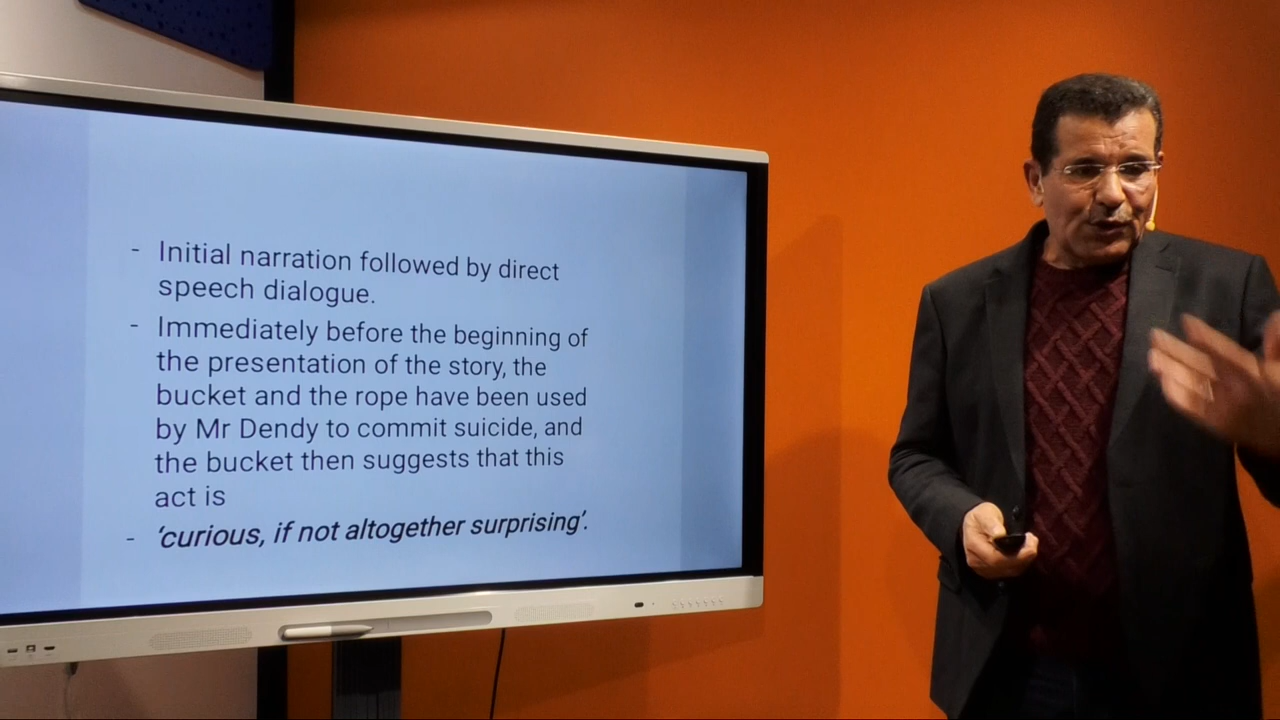 - Initial narration followed by direct
speech dialogue.
- Immediately before the beginning of
the presentation of the story, the
bucket and the rope have been used
by Mr Dendy to commit suicide, and
the bucket then suggests that this
act is
- ‘curious, if not altogether surprising’.